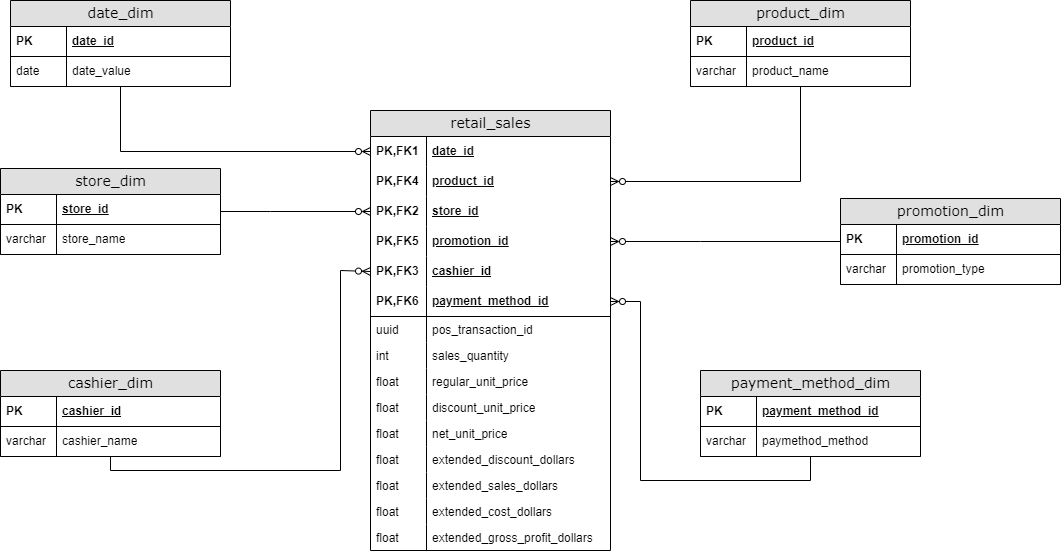 date_dim
PK date_id
date date_value
product_dim
PK product_id
varchar product_name
retail_sales
PK,FK1 date_id
PK,FK4 product_id
PK,FK2 store_id
PK,FK5 promotion_id
PK,FK3 cashier_id
PK,FK6 payment_method_id
uuid pos_transaction_id
int sales_quantity
float regular_unit_price
float discount_unit_price
float net_unit_price
float extended_discount_dollars
float extended_sales_dollars
float extended_cost_dollars
float extended_gross_profit_dollars
store_dim
PK store_id
varchar store_name
promotion_dim
PK promotion_id
varchar promotion_type
cashier_dim
PK cashier_id
varchar cashier_name
payment_method_dim
PK payment_method_id
varchar paymethod_method